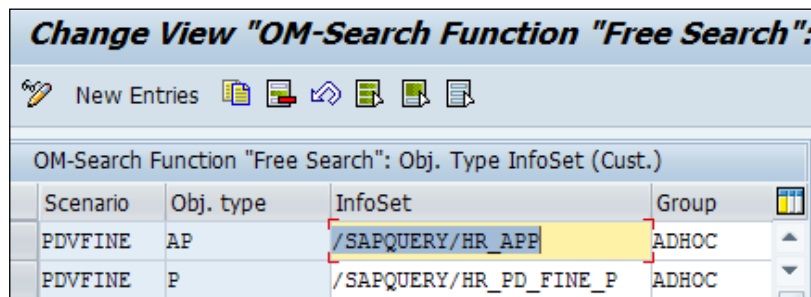 Change View "OM-Search Function "Free Search":
New Entries
OM-Search Function "Free Search": Obj. Type InfoSet (Cust.)
Scenario Obj. type InfoSet Group
PDVFINE AP /SAPQUERY/HR_APP ADHOC
PDVFINE P /SAPQUERY/HR_PD_FINE_P ADHOC